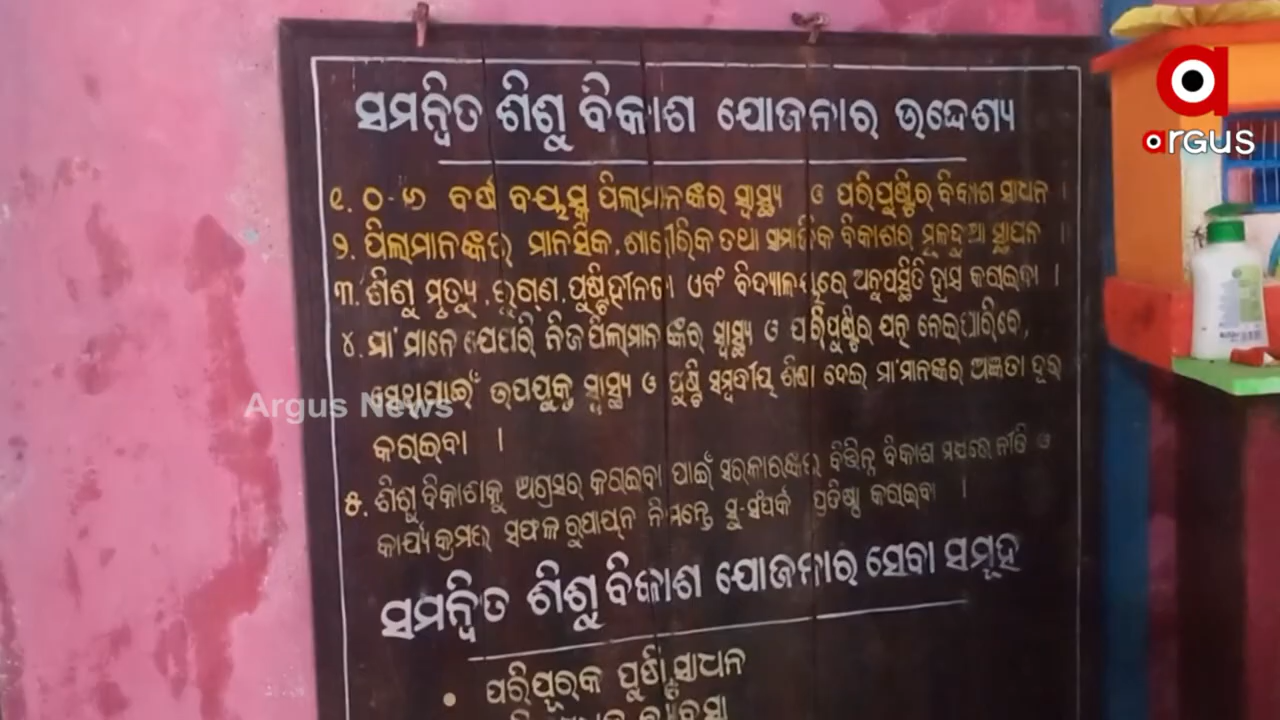 ସମନ୍ବିତ ଶିଶୁ ବିକାଶ ଯୋଜନାର ଉଦ୍ଦେଶ୍ୟ
୧. ୦-୬ ବର୍ଷ ବୟସ୍କ ପିଲାମାନଙ୍କର ସ୍ୱାସ୍ଥ୍ୟ ଓ ପରିପୁଷ୍ଟିର ବିକାଶ ସାଧନ ।
୨. ପିଲାମାନଙ୍କର ମାନସିକ, ଶାରୀରିକ ତଥା ସମାଜିକ ବିକାଶର ମୂଳଦୁଆ ସ୍ଥାପନ ।
୩. ଶିଶୁ ମୃତ୍ୟୁ, ରୁଗ୍‌ଣ, ପୁଷ୍ଟିହୀନତା ଏବଂ ବିଦ୍ୟାଳୟରେ ଅନୁପସ୍ଥିତି ହ୍ରାସ କରାଇବା ।
୪. ମା' ମାନେ ଯେପରି ନିଜ ପିଲାମାନଙ୍କର ସ୍ୱାସ୍ଥ୍ୟ ଓ ପରିପୁଷ୍ଟିର ଯତ୍ନ ନେଇପାରିବେ,
ସେଥିପାଇଁ ଉପଯୁକ୍ତ ସ୍ୱାସ୍ଥ୍ୟ ଓ ପୁଷ୍ଟି ସମ୍ବନ୍ଧୀୟ ଶିକ୍ଷା ଦେଇ ମା'ମାନଙ୍କର ଅଜ୍ଞତା ଦୂର
କରାଇବା ।
୫. ଶିଶୁ ବିକାଶକୁ ଅଗ୍ରସର କରାଇବା ପାଇଁ ସରକାରଙ୍କର ବିଭିନ୍ନ ବିକାଶ ନୀତି ଓ
କାର୍ଯ୍ୟକ୍ରମର ସଫଳ ରୁପାୟନ ନିମନ୍ତେ ସୁ-ସଂପର୍କ ପ୍ରତିଷ୍ଠା କରାଇବା ।
ସମନ୍ବିତ ଶିଶୁ ବିକାଶ ଯୋଜନାର ସେବା ସମୂହ
• ପରିପୂରକ ପୁଷ୍ଟି ସାଧନ
argus
Argus News